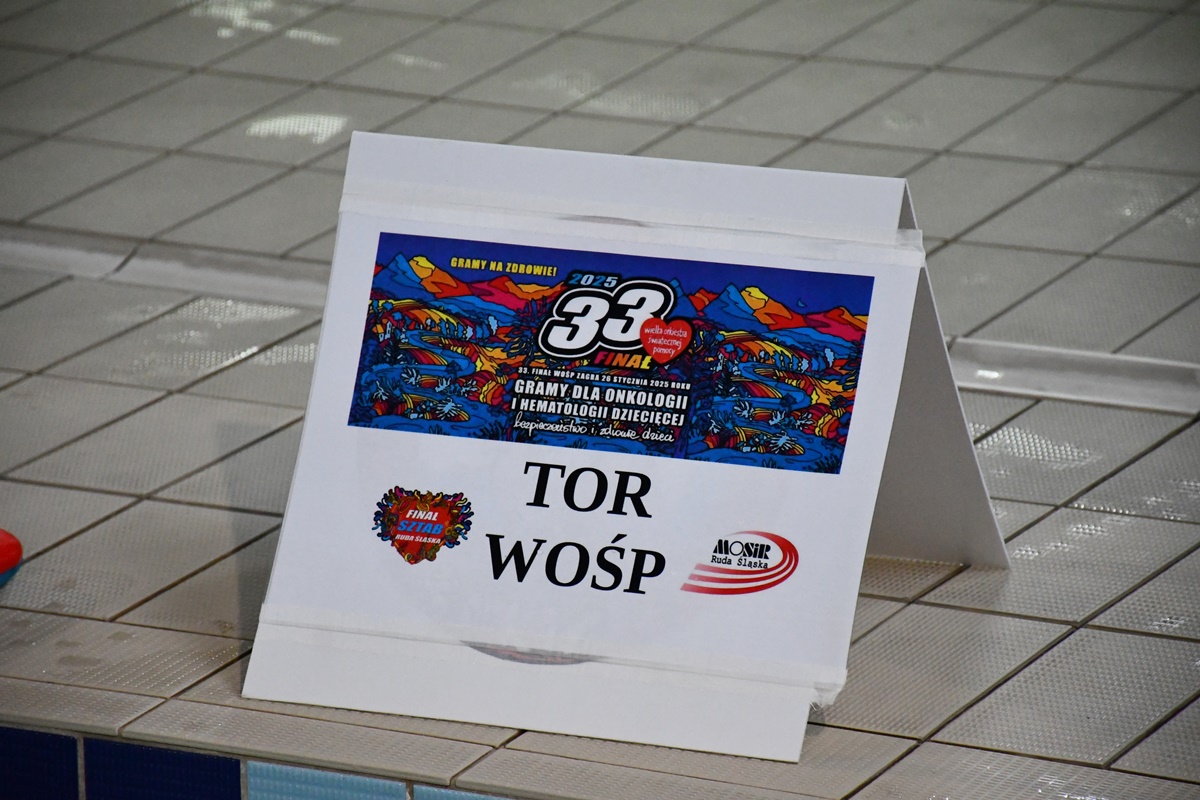 GRAMY NA ZDROWIE!
2025
33
wielka orkiestra
świątecznej
pomocy
FINAŁ
33. FINAŁ WOŚP ZAGRA 26 STYCZNIA 2025 ROKU
GRAMY DLA ONKOLOGII
I HEMATOLOGII DZIECIĘCEJ
bezpieczeństwo i zdrowie dzieci
TOR
WOŚP
FINAŁ
SZTAB
RUDA ŚLĄSKA
MOSiR
Ruda Śląska